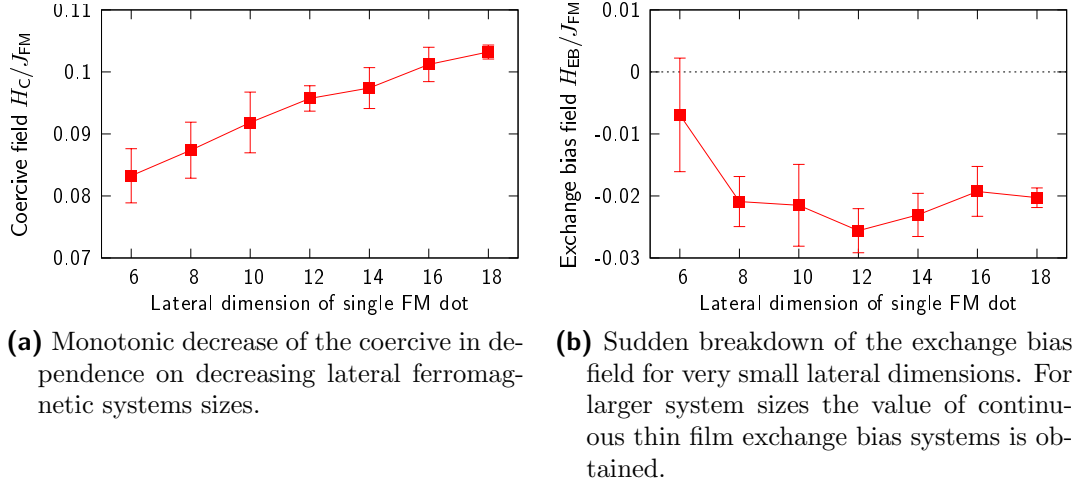 0.11
0.1
0.09
0.08
0.07
Coercive field H_C/J_FM
6 8 10 12 14 16 18
Lateral dimension of single FM dot
(a) Monotonic decrease of the coercive in de-
pendence on decreasing lateral ferromag-
netic systems sizes.
0.01
0
-0.01
-0.02
-0.03
Exchange bias field H_EB/J_FM
6 8 10 12 14 16 18
Lateral dimension of single FM dot
(b) Sudden breakdown of the exchange bias
field for very small lateral dimensions. For
larger system sizes the value of continu-
ous thin film exchange bias systems is ob-
tained.